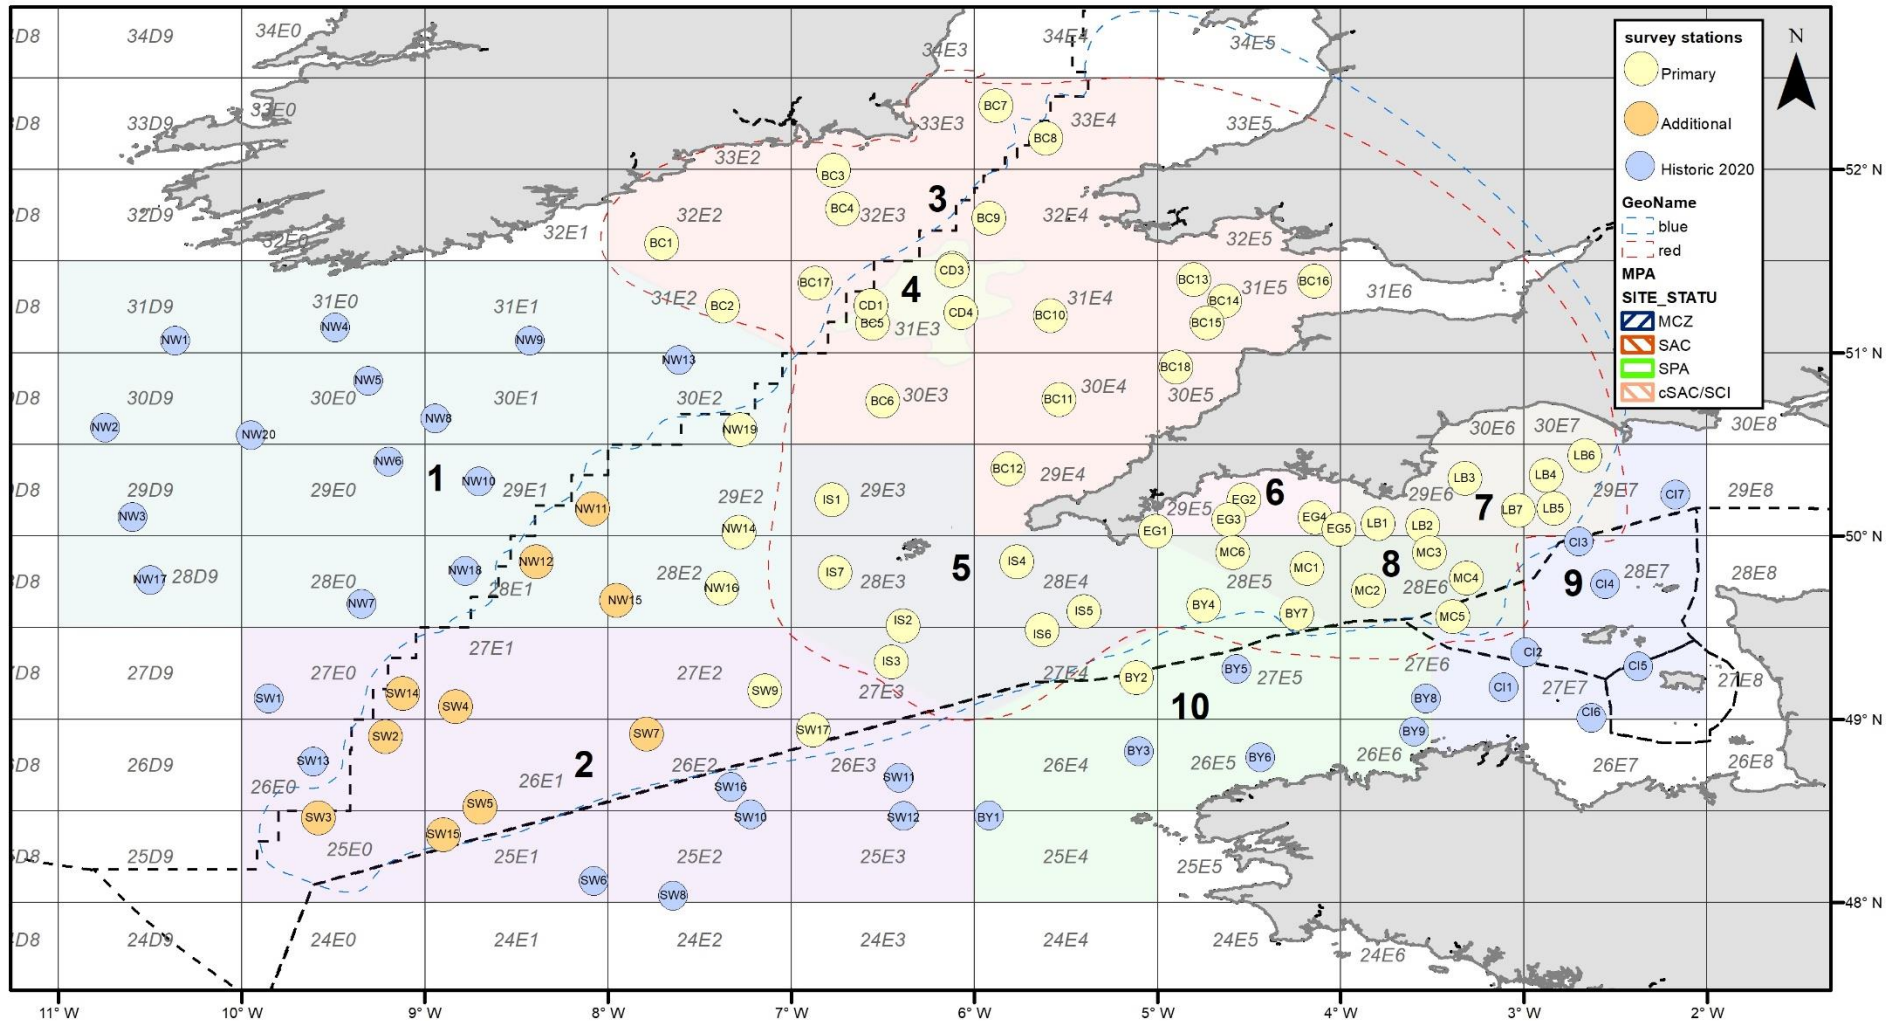 34E0
34D9
D8
34E3
34E4
34E5
survey stations
Primary
Additional
Historic 2020
GeoName
blue
red
MPA
SITE_STATU
MCZ
SAC
SPA
cSAC/SCI
N
33E0
33D9
D8
33E2
33E3
33E4
33E5
BC7
BC8
52° N
BC3
BC4
32E3
3
BC9
32E4
D8
32D9
32E0
32E1
32E2
BC1
32E5
BC17
CD3
BC13
BC14
31E5
BC16
31E6
D8
31D9
31E0
31E1
31E2
BC2
CD1
BC5
4
31E3
CD4
BC10
31E4
BC15
NW1
NW4
NW9
NW13
51° N
NW5
BC18
D8
30D9
30E0
30E1
30E2
BC6
30E3
BC11
30E4
30E5
NW2
NW20
NW8
NW19
30E6
30E7
30E8
NW6
1
NW10
BC12
29E4
LB3
LB4
LB6
29D9
29E0
29E1
29E2
IS1
29E3
29E5
6
29E6
7
29E7
CI7
29E8
NW3
NW11
NW14
EG1
EG2
EG3
EG4
EG5
LB1
LB2
LB7
LB5
50° N
NW17
28D9
NW18
NW12
28E0
28E1
28E2
IS7
28E3
5
IS4
28E4
MC6
28E5
MC1
8
MC3
28E6
MC4
CI3
9
CI4
28E7
28E8
D8
NW7
NW15
NW16
IS2
IS5
IS6
BY4
BY7
MC2
MC5
D8
27D9
27E0
27E1
27E2
IS3
27E3
27E4
BY2
BY5
27E5
27E6
CI2
27E7
CI5
27E8
SW1
SW14
SW4
SW9
10
BY8
CI1
CI6
49° N
SW2
SW7
SW17
BY9
SW13
2
D8
26D9
26E0
26E1
26E2
26E3
26E4
BY3
26E5
BY6
26E6
26E7
26E8
SW16
SW11
SW3
SW5
SW15
SW10
SW12
BY1
25D9
25E0
25E1
25E2
25E3
25E4
25E5
SW6
SW8
48° N
D8
24D9
24E0
24E1
24E2
24E3
24E4
24E5
24E6
11° W
10° W
9° W
8° W
7° W
6° W
5° W
4° W
3° W
2° W